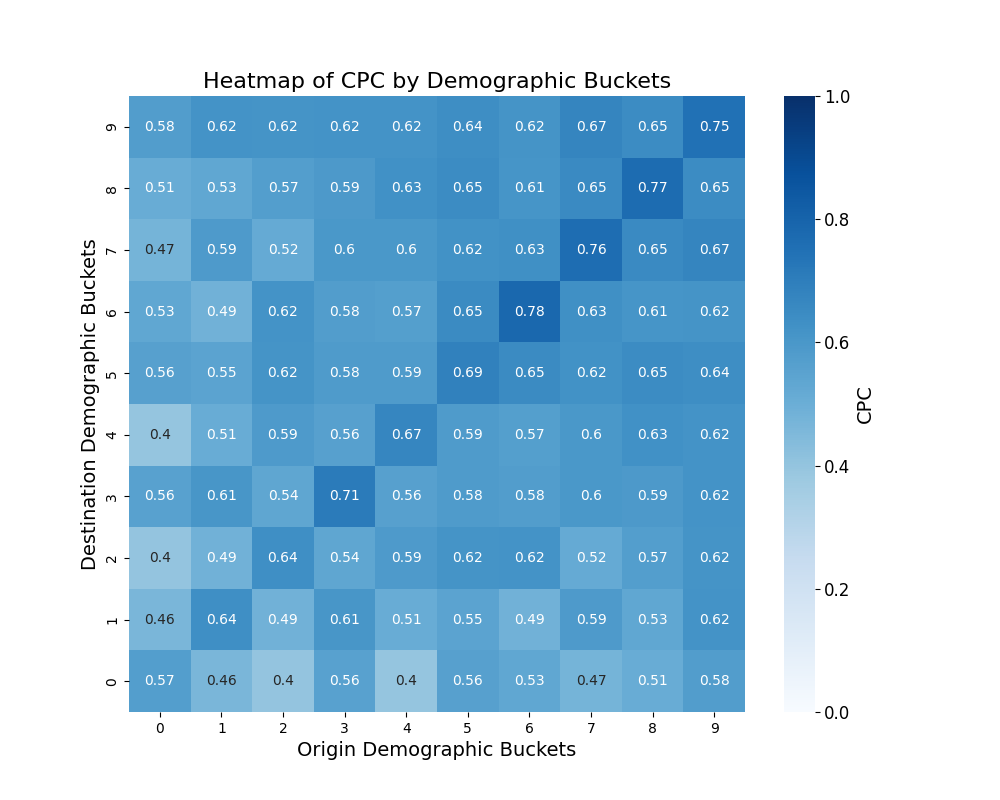 Heatmap of CPC by Demographic Buckets
9 0.58 0.62 0.62 0.62 0.62 0.64 0.62 0.67 0.65 0.75
8 0.51 0.53 0.57 0.59 0.63 0.65 0.61 0.65 0.77 0.65
7 0.47 0.59 0.52 0.6 0.6 0.62 0.63 0.76 0.65 0.67
6 0.53 0.49 0.62 0.58 0.57 0.65 0.78 0.63 0.61 0.62
5 0.56 0.55 0.62 0.58 0.59 0.69 0.65 0.62 0.65 0.64
4 0.4 0.51 0.59 0.56 0.67 0.59 0.57 0.6 0.63 0.62
3 0.56 0.61 0.54 0.71 0.56 0.58 0.58 0.6 0.59 0.62
2 0.4 0.49 0.64 0.54 0.59 0.62 0.62 0.52 0.57 0.62
1 0.46 0.64 0.49 0.61 0.51 0.55 0.49 0.59 0.53 0.62
0 0.57 0.46 0.4 0.56 0.4 0.56 0.53 0.47 0.51 0.58
0 1 2 3 4 5 6 7 8 9
Origin Demographic Buckets
Destination Demographic Buckets
1.0
0.8
0.6
0.4
0.2
0.0
CPC